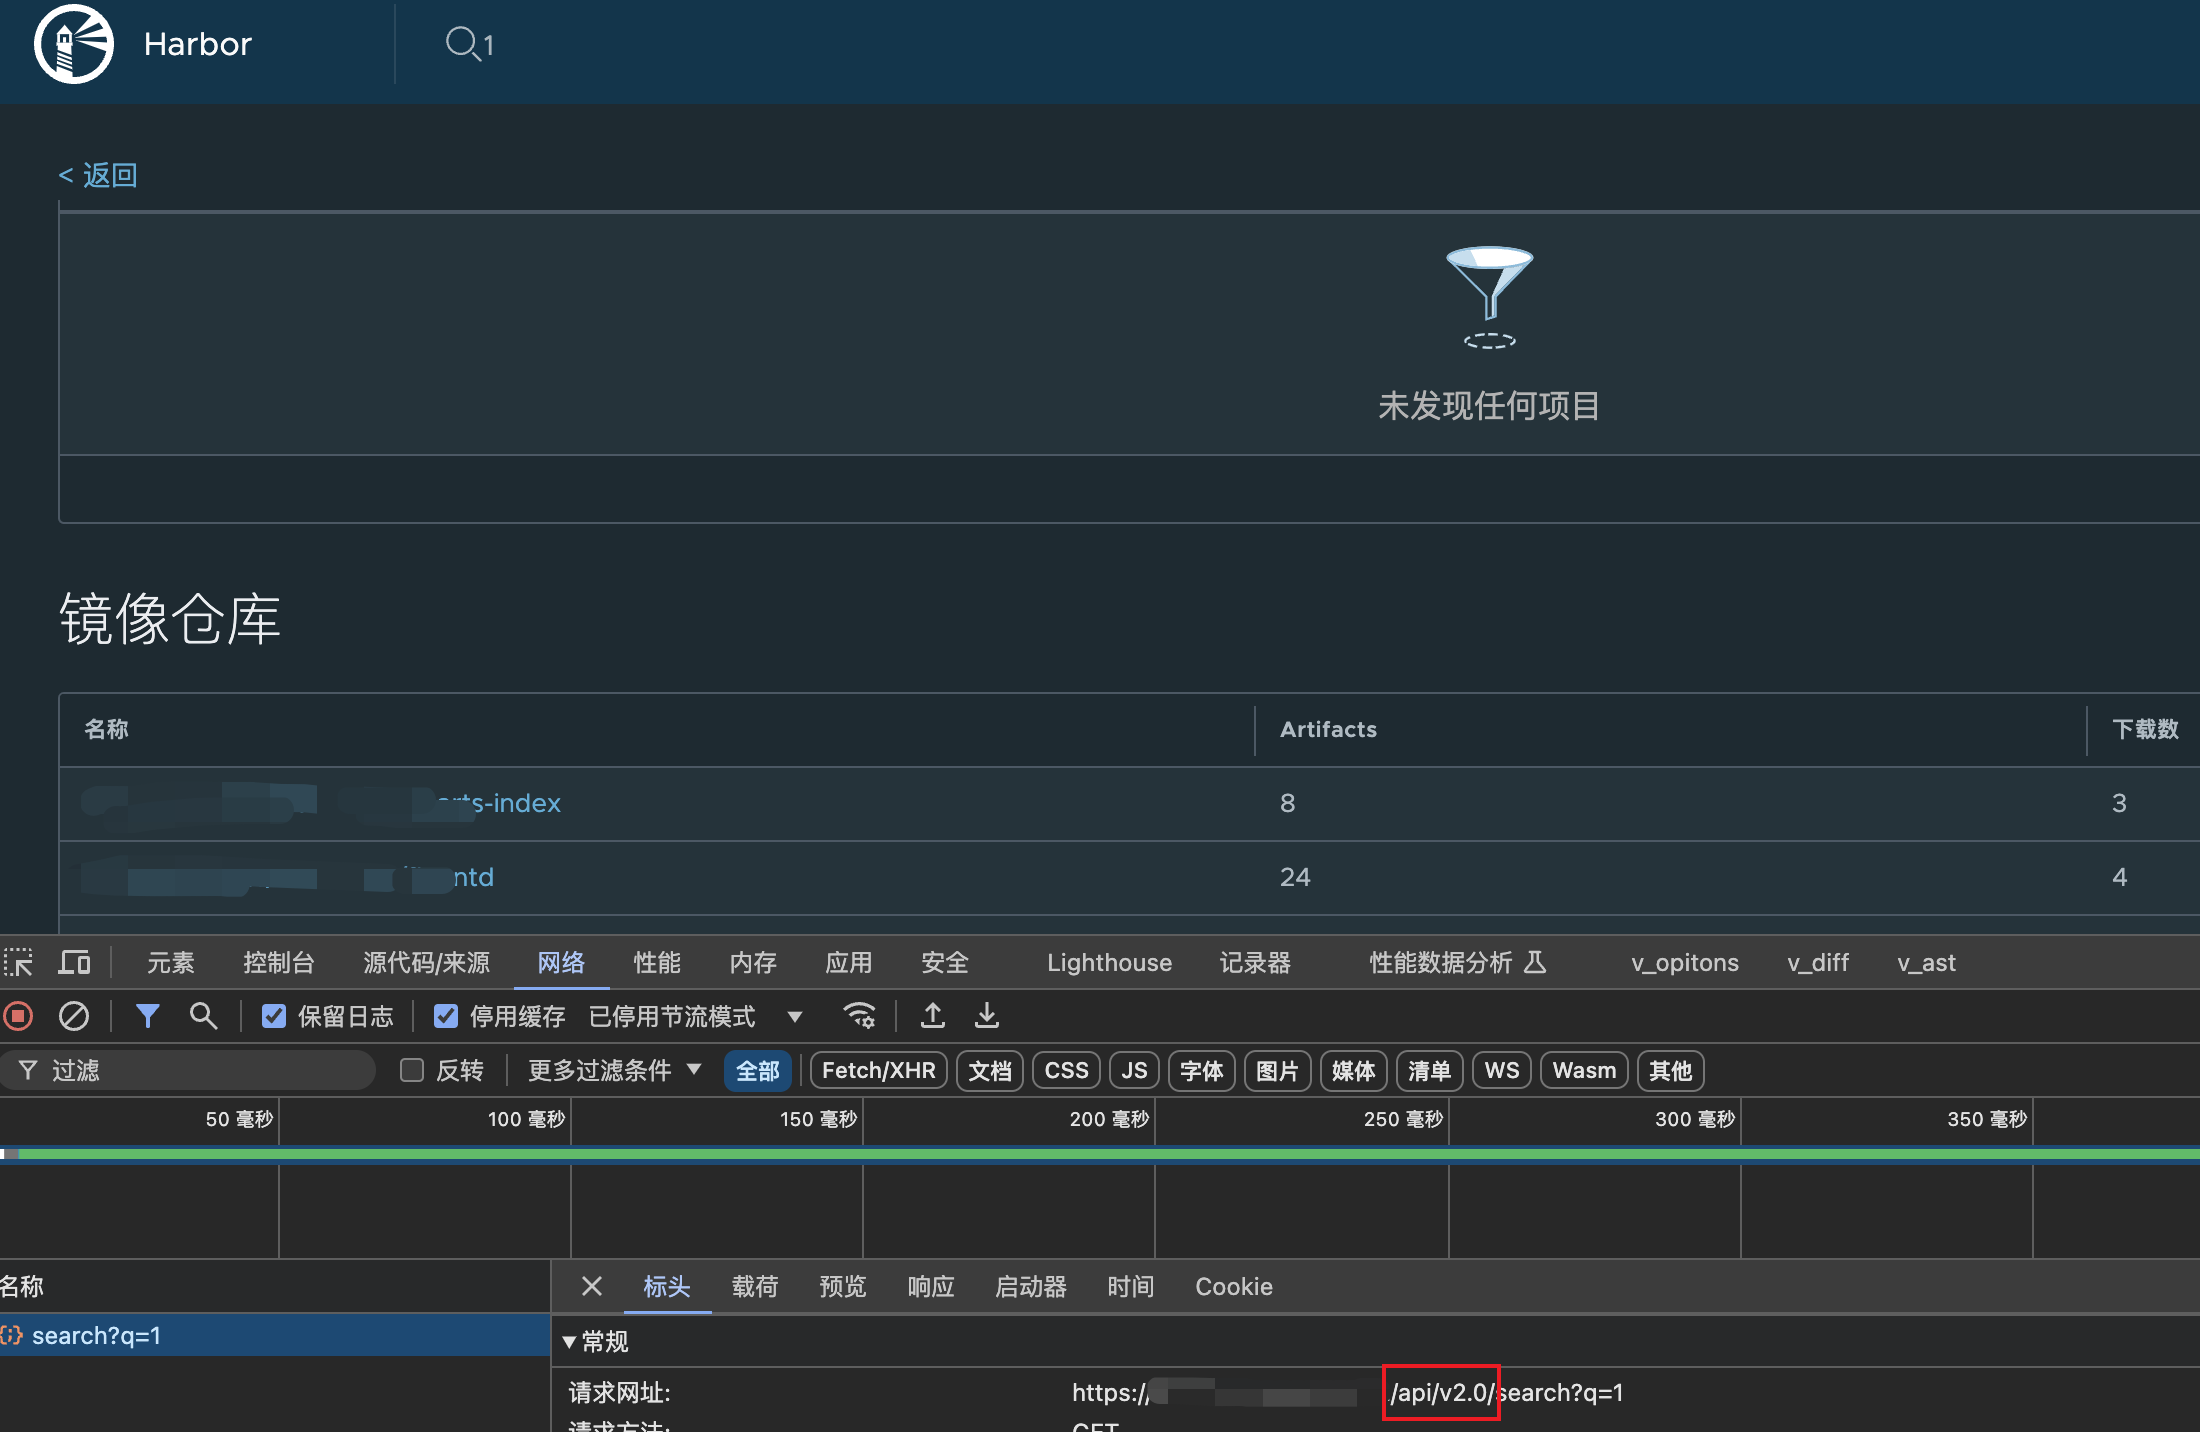 Harbor
1
< 返回
未发现任何项目
镜像仓库
名称 Artifacts 下载数
arts-index 8 3
ntd 24 4
元素 控制台 源代码/来源 网络 性能 内存 应用 安全 Lighthouse 记录器 性能数据分析 v_opitons v_diff v_ast
保留日志 停用缓存 已停用节流模式
过滤 反转 更多过滤条件 全部 Fetch/XHR 文档 CSS JS 字体 图片 媒体 清单 WS Wasm 其他
50 毫秒 100 毫秒 150 毫秒 200 毫秒 250 毫秒 300 毫秒 350 毫秒
名称 标头 载荷 预览 响应 启动器 时间 Cookie
search?q=1 常规
请求网址: https:// /api/v2.0/search?q=1
请求方法: GET